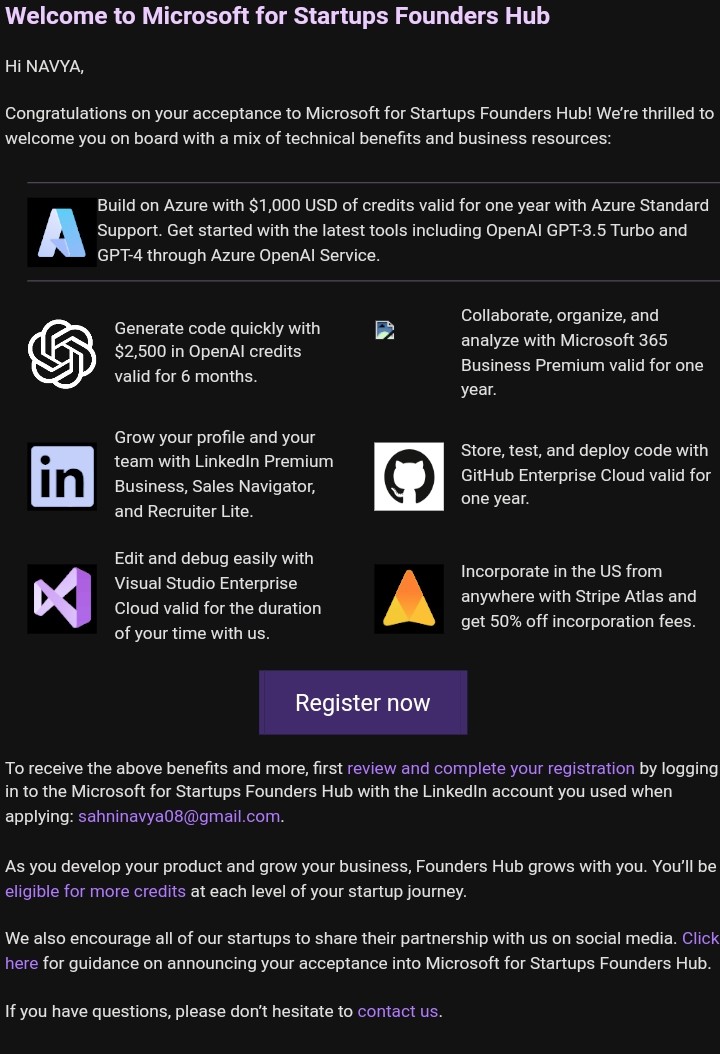 Welcome to Microsoft for Startups Founders Hub
Hi NAVYA,
Congratulations on your acceptance to Microsoft for Startups Founders Hub! We’re thrilled to
welcome you on board with a mix of technical benefits and business resources:
Build on Azure with $1,000 USD of credits valid for one year with Azure Standard
Support. Get started with the latest tools including OpenAI GPT-3.5 Turbo and
GPT-4 through Azure OpenAI Service.
Generate code quickly with
$2,500 in OpenAI credits
valid for 6 months.
Collaborate, organize, and
analyze with Microsoft 365
Business Premium valid for one
year.
in
Grow your profile and your
team with LinkedIn Premium
Business, Sales Navigator,
and Recruiter Lite.
Store, test, and deploy code with
GitHub Enterprise Cloud valid for
one year.
Edit and debug easily with
Visual Studio Enterprise
Cloud valid for the duration
of your time with us.
Incorporate in the US from
anywhere with Stripe Atlas and
get 50% off incorporation fees.
Register now
To receive the above benefits and more, first review and complete your registration by logging
in to the Microsoft for Startups Founders Hub with the LinkedIn account you used when
applying: sahninavya08@gmail.com.
As you develop your product and grow your business, Founders Hub grows with you. You’ll be
eligible for more credits at each level of your startup journey.
We also encourage all of our startups to share their partnership with us on social media. Click
here for guidance on announcing your acceptance into Microsoft for Startups Founders Hub.
If you have questions, please don’t hesitate to contact us.